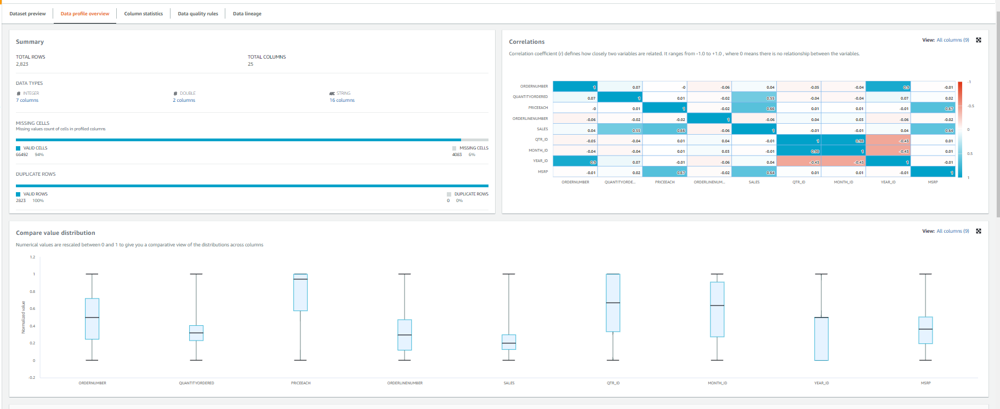 Dataset preview
Data profile overview
Column statistics
Data quality rules
Data lineage
Summary
TOTAL ROWS
2,823
TOTAL COLUMNS
25
DATA TYPES
# INTEGER
7 columns
# DOUBLE
2 columns
ABC STRING
16 columns
MISSING CELLS
Missing values count of cells in profiled columns
VALID CELLS
66492 94%
MISSING CELLS
4083 6%
DUPLICATE ROWS
VALID ROWS
2823 100%
DUPLICATE ROWS
0 0%
Correlations
View: All columns (9)
Correlation coefficient (r) defines how closely two variables are related. It ranges from -1.0 to +1.0 , where 0 means there is no relationship between the variables.
ORDERNUMBER 1 0.07 -0 -0.06 0.04 -0.05 -0.04 0.9 -0.01
QUANTITYORDERED 0.07 1 0.01 -0.02 0.55 -0.04 -0.04 0.07 0.02
PRICEEACH -0 0.01 1 -0.02 0.66 0.01 0.01 -0.01 0.67
ORDERLINENUMBER -0.06 -0.02 -0.02 1 -0.06 0.04 0.03 -0.06 -0.02
SALES 0.04 0.55 0.66 -0.06 1 -0.01 -0.01 0.04 0.64
QTR_ID -0.05 -0.04 0.01 0.04 -0.01 1 0.98 -0.43 0.01
MONTH_ID -0.04 -0.04 0.01 0.03 -0.01 0.98 1 -0.43 0.01
YEAR_ID 0.9 0.07 -0.01 -0.06 0.04 -0.43 -0.43 1 -0.01
MSRP -0.01 0.02 0.67 -0.02 0.64 0.01 0.01 -0.01 1
ORDERNUMBER QUANTITYORDE... PRICEEACH ORDERLINENUM... SALES QTR_ID MONTH_ID YEAR_ID MSRP
-1
-0.5
0
0.5
1
Compare value distribution
View: All columns (9)
Numerical values are rescaled between 0 and 1 to give you a comparative view of the distributions across columns
Normalized value
1.2
1
0.8
0.6
0.4
0.2
0
-0.2
ORDERNUMBER QUANTITYORDERED PRICEEACH ORDERLINENUMBER SALES QTR_ID MONTH_ID YEAR_ID MSRP